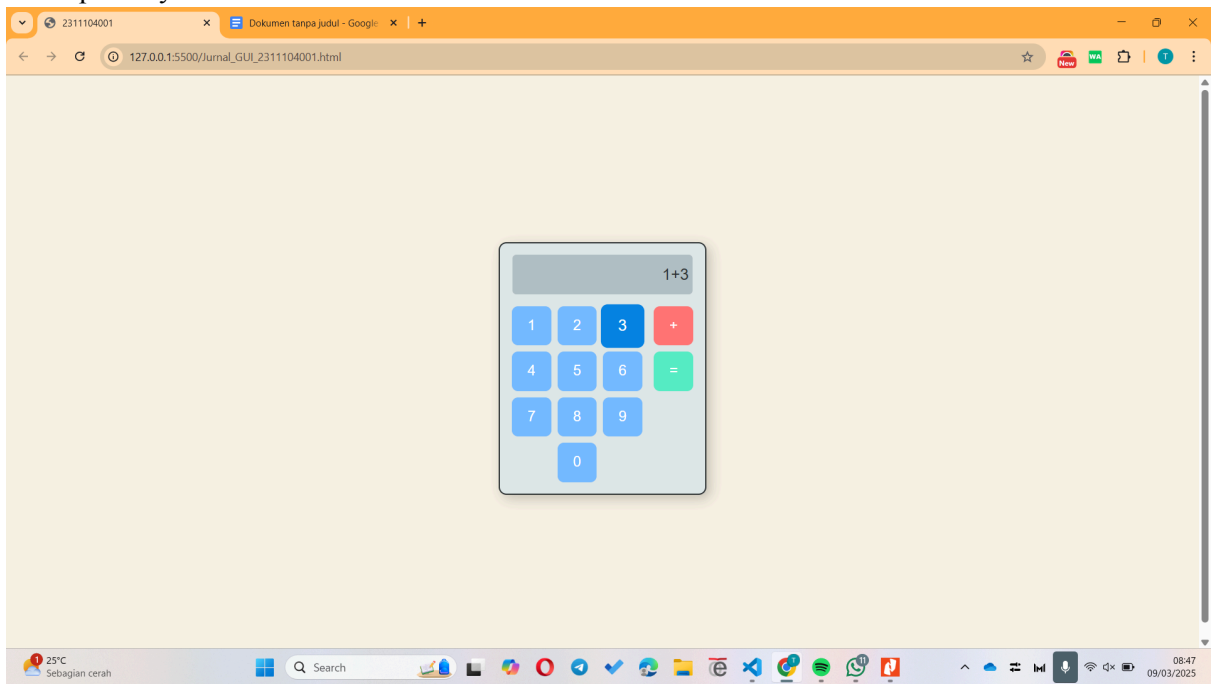 2311104001
Dokumen tanpa judul - Google
127.0.0.1:5500/Jurnal_GUI_2311104001.html
New
WA
T
1+3
1 2 3 +
4 5 6 =
7 8 9
0
1
25°C
Sebagian cerah
Search
08:47
09/03/2025